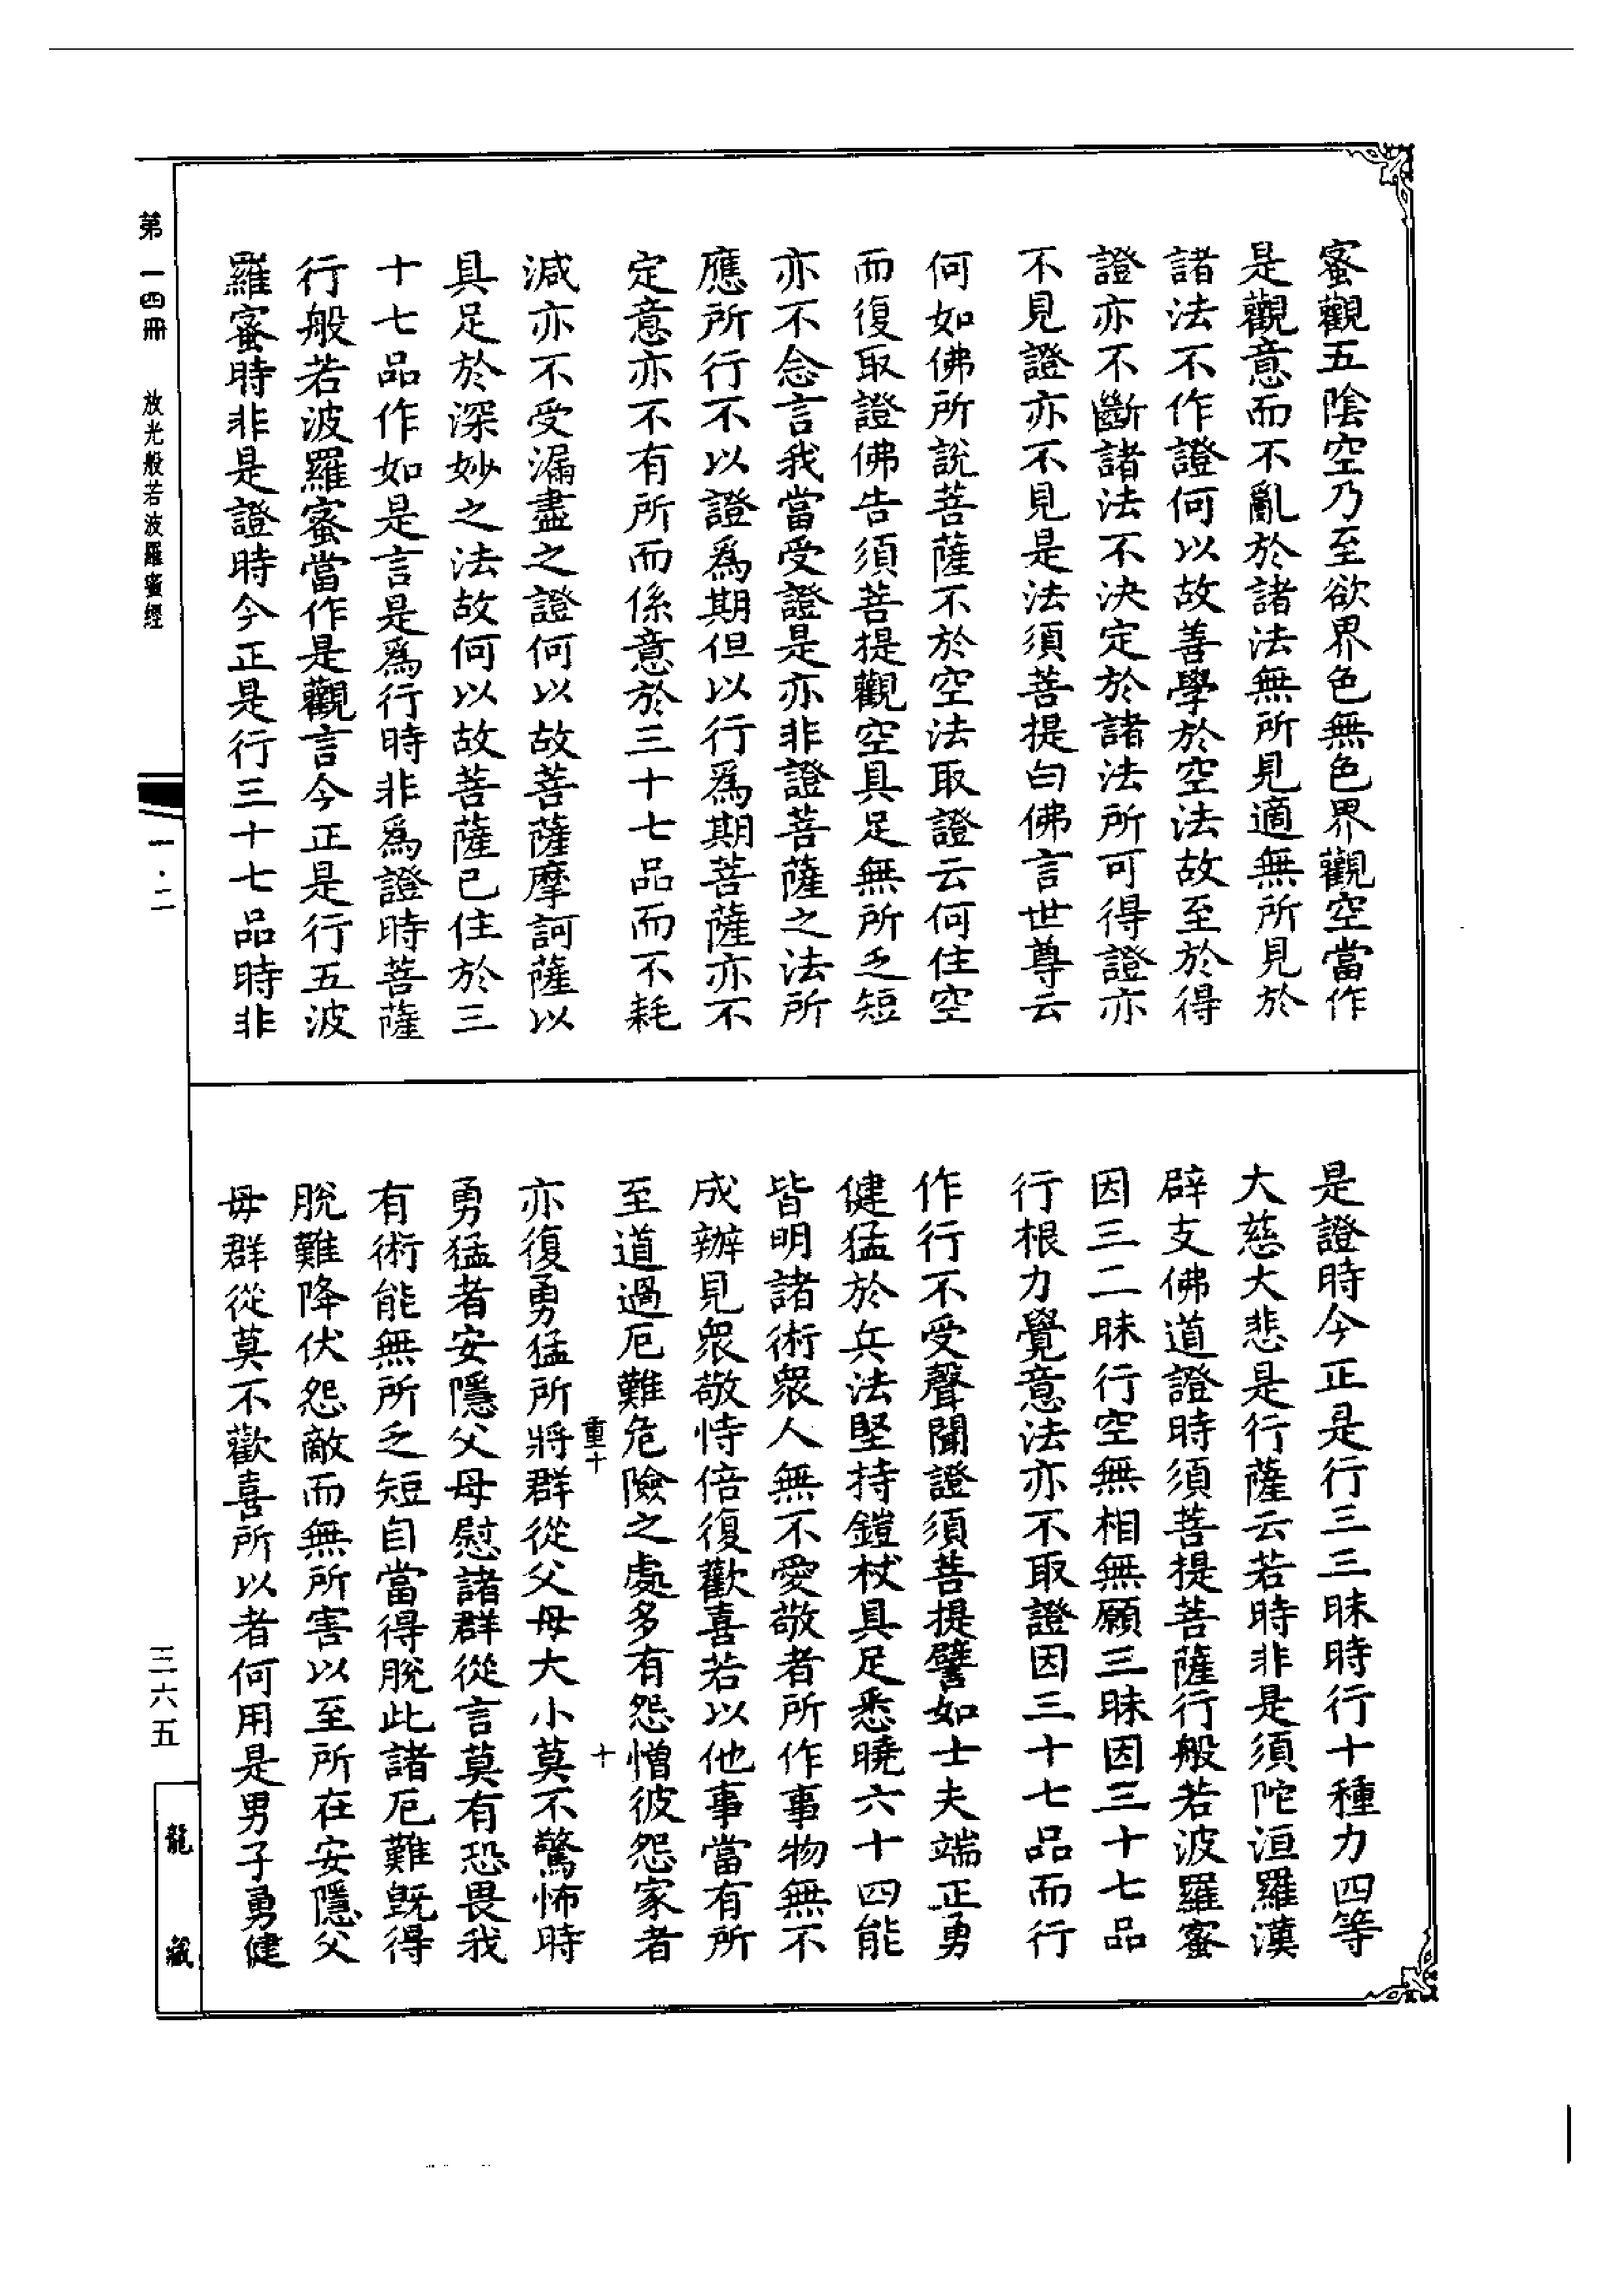 蜜觀五陰空乃至欲界色無色界觀空當作
是觀意而不亂於諸法無所見適無所見於
諸法不作證何以故善學於空法故至於得
證亦不斷諸法不決定於諸法所可得證亦
不見證亦不見是法須菩提白佛言世尊云
何如佛所說菩薩不於空法取證云何住空
而復取證佛告須菩提觀空具足無所乏短
亦不念言我當受證是亦非證菩薩之法所
應所行不以證為期但以行為期菩薩亦不
定意亦不有所而係意於三十七品而不耗
減亦不受漏盡之證何以故菩薩摩訶薩以
具足於深妙之法故何以故菩薩已住於三
十七品作如是言是為行時非為證時菩薩
行般若波羅蜜當作是觀言今正是行五波
羅蜜時非是證時今正是行三十七品時非
是證時今正是行三三昧時行十種力四等
大慈大悲是行薩云若時非是須陀洹羅漢
辟支佛道證時須菩提菩薩行般若波羅蜜
因三二昧行空無相無願三昧因三十七品
行根力覺意法亦不取證因三十七品而行
作行不受聲聞證須菩提譬如士夫端正勇
健猛於兵法堅持鎧杖具足悉曉六十四能
皆明諸術眾人無不愛敬者所作事物無不
成辦見眾敬恃倍復歡喜若以他事當有所
至道過厄難危險之處多有怨憎彼怨家者
重十
十
亦復勇猛所將群從父母大小莫不驚怖時
勇猛者安隱父母慰諸群從言莫有恐畏我
有術能無所乏短自當得脫此諸厄難既得
脫難降伏怨敵而無所害以至所在安隱父
母群從莫不歡喜所以者何用是男子勇健
第一四冊
放光般若波羅蜜經
一・二
三六五
龍藏